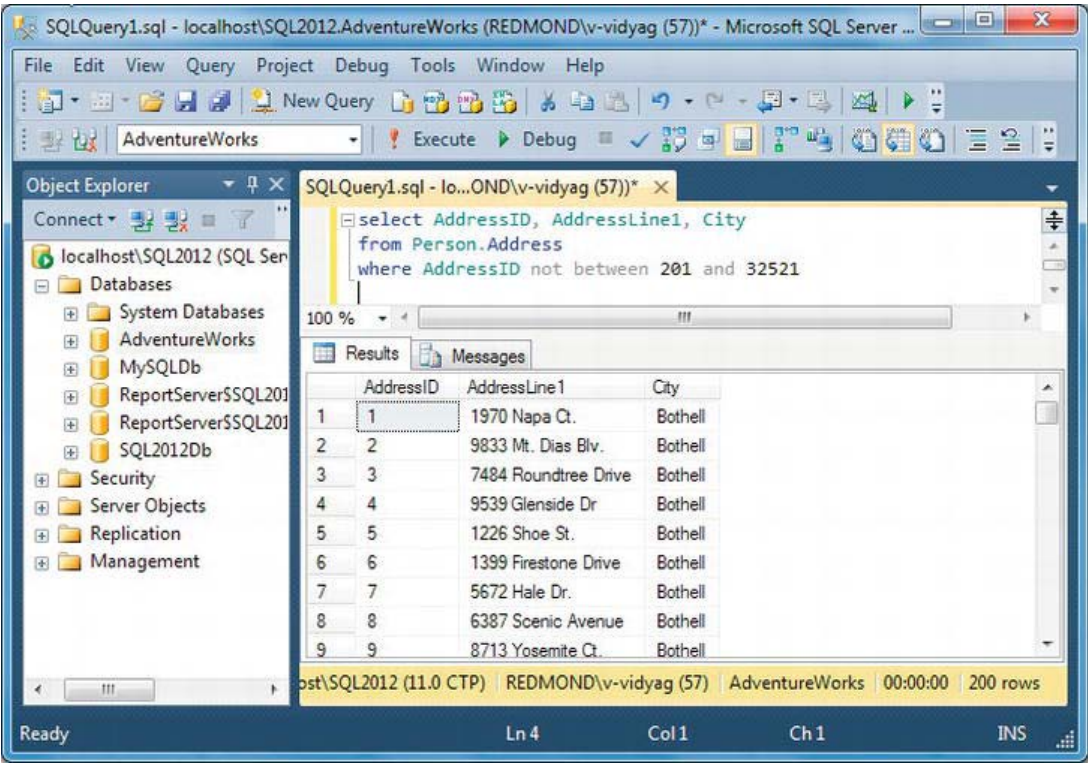 SQLQuery1.sql - localhost\SQL2012.AdventureWorks (REDMOND\v-vidyag (57))* - Microsoft SQL Server ...
File Edit View Query Project Debug Tools Window Help
New Query
AdventureWorks Execute Debug
Object Explorer
Connect
localhost\SQL2012 (SQL Ser
Databases
System Databases
AdventureWorks
MySQLDb
ReportServer$SQL201
ReportServer$SQL201
SQL2012Db
Security
Server Objects
Replication
Management
SQLQuery1.sql - lo...OND\v-vidyag (57))*
select AddressID, AddressLine1, City
from Person.Address
where AddressID not between 201 and 32521
100 %
Results Messages
AddressID AddressLine1 City
1 1 1970 Napa Ct. Bothell
2 2 9833 Mt. Dias Blv. Bothell
3 3 7484 Roundtree Drive Bothell
4 4 9539 Glenside Dr Bothell
5 5 1226 Shoe St. Bothell
6 6 1399 Firestone Drive Bothell
7 7 5672 Hale Dr. Bothell
8 8 6387 Scenic Avenue Bothell
9 9 8713 Yosemite Ct. Bothell
ost\SQL2012 (11.0 CTP) REDMOND\v-vidyag (57) AdventureWorks 00:00:00 200 rows
Ready Ln 4 Col 1 Ch 1 INS